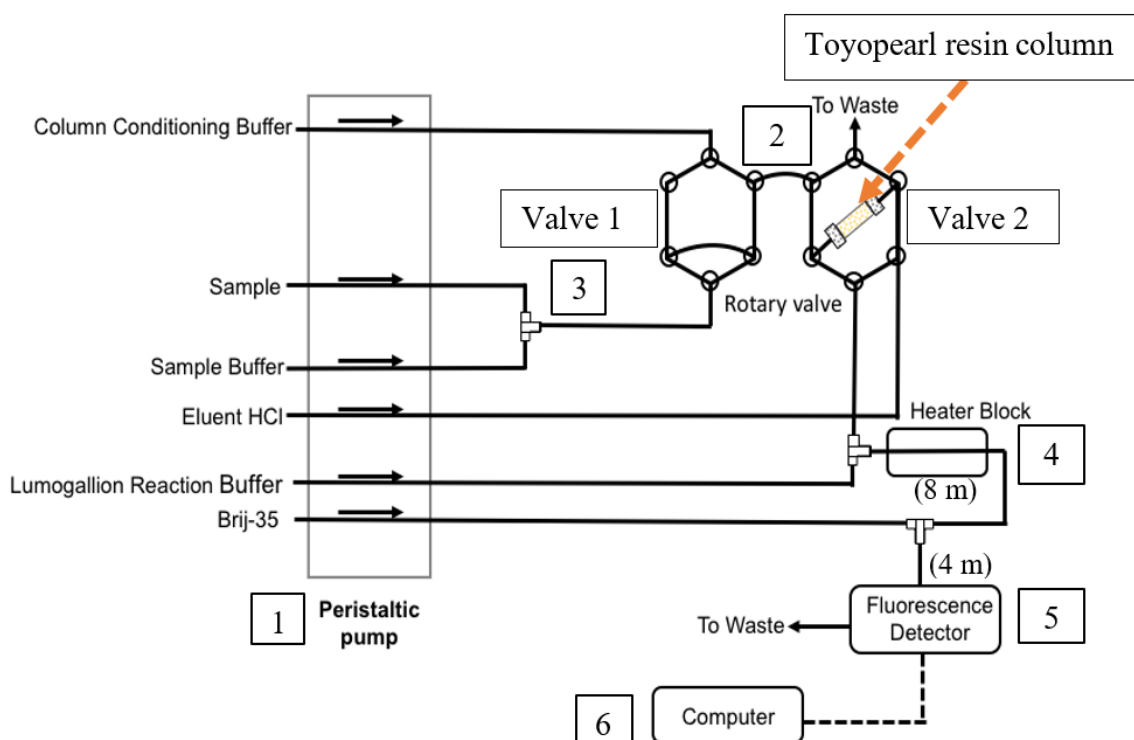 Toyopearl resin column
To Waste
Column Conditioning Buffer
2
Valve 1
Valve 2
Sample
3
Rotary valve
Sample Buffer
Eluent HCl
Heater Block
4
Lumogallion Reaction Buffer
(8 m)
Brij-35
(4 m)
1
Peristaltic
pump
To Waste
Fluorescence
Detector
5
6
Computer